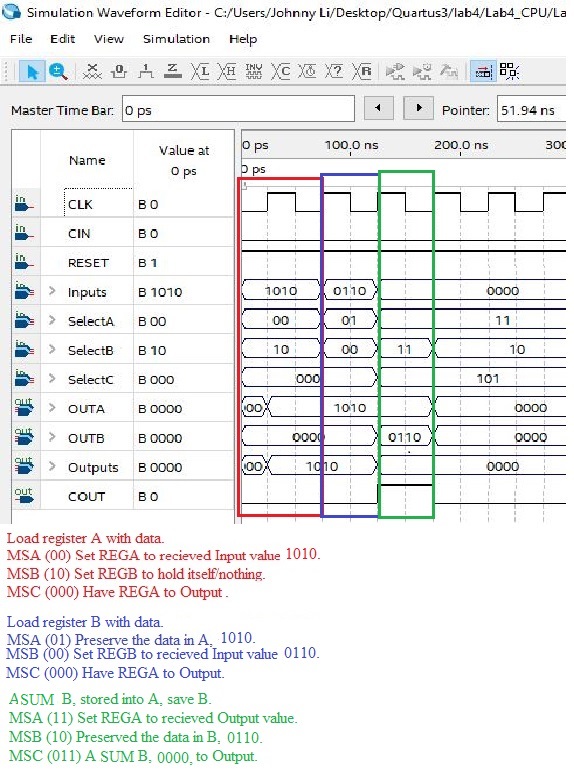 Simulation Waveform Editor - C:/Users/Johnny Li/Desktop/Quartus3/lab4/Lab4_CPU/La
File Edit View Simulation Help
Master Time Bar: 0 ps Pointer: 51.94 ns
Name Value at 0 ps 0 ps 100.0 ns 200.0 ns 300
0 ps
in CLK B 0
in CIN B 0
in RESET B 1
in > Inputs B 1010 1010 0110 0000
in > SelectA B 00 00 01 11
in > SelectB B 10 10 00 11 10
in > SelectC B 000 000 101
out > OUTA B 0000 00 1010 0000
out > OUTB B 0000 0000 0110 0000
out > Outputs B 0000 00 1010 0000
out COUT B 0
Load register A with data.
MSA (00) Set REGA to recieved Input value 1010.
MSB (10) Set REGB to hold itself/nothing.
MSC (000) Have REGA to Output .
Load register B with data.
MSA (01) Preserve the data in A, 1010.
MSB (00) Set REGB to recieved Input value 0110.
MSC (000) Have REGA to Output.
A SUM B, stored into A, save B.
MSA (11) Set REGA to recieved Output value.
MSB (10) Preserved the data in B, 0110.
MSC (011) A SUM B, 0000, to Output.